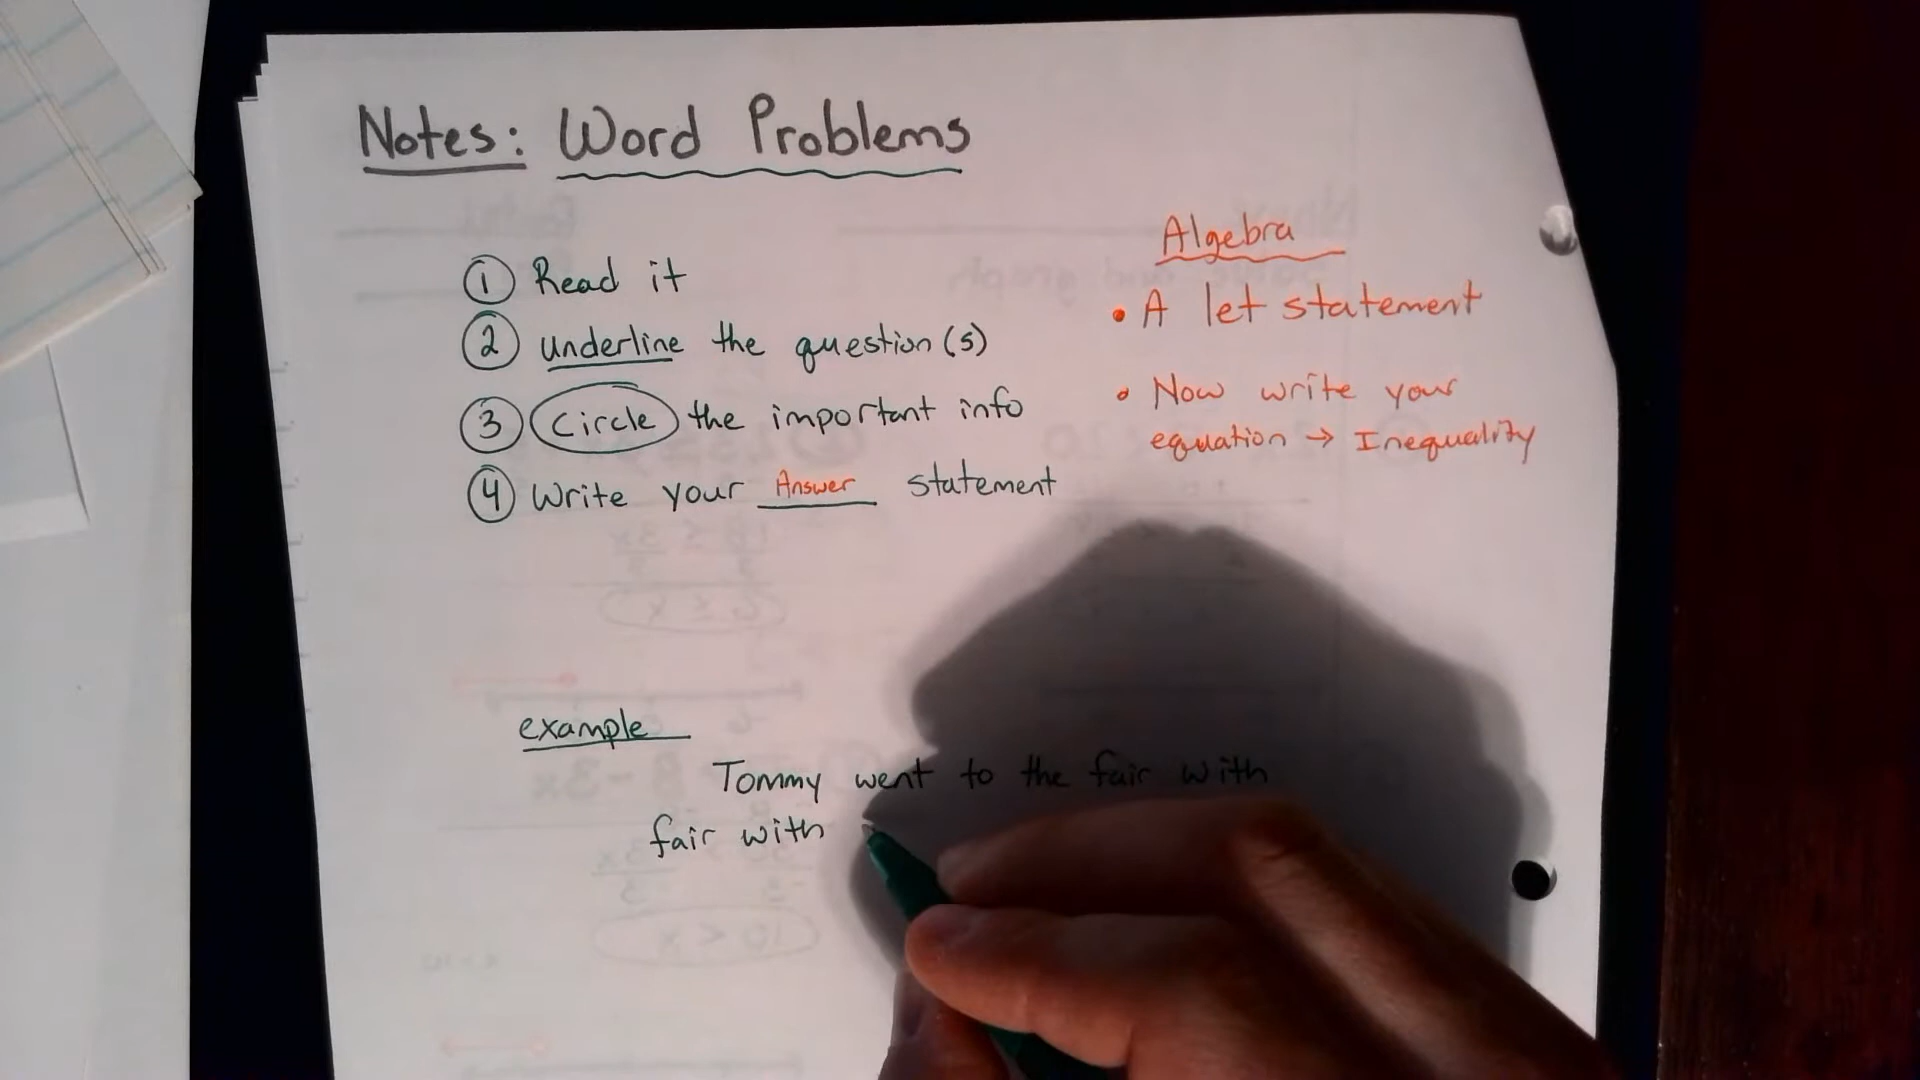 Notes: Word Problems
① Read it
② underline the question(s)
③ Circle the important info
④ Write your Answer statement
Algebra
• A let statement
• Now write your
equation → Inequality
example
Tommy went to the fair with
fair with